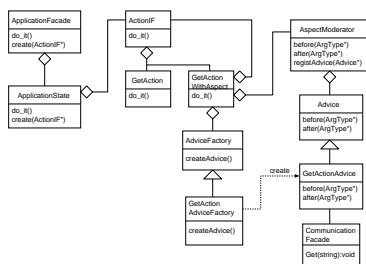 ApplicationFacade
do_it()
create(ActionIF*)
ApplicationState
do_it()
create(ActionIF*)
ActionIF
do_it()
GetAction
do_it()
GetAction
WithAspect
do_it()
AspectModerator
before(ArgType*)
after(ArgType*)
registAdvice(Advice*)
Advice
before(ArgType*)
after(ArgType*)
AdviceFactory
createAdvice()
GetAction
AdviceFactory
createAdvice()
create
GetActionAdvice
before(ArgType*)
after(ArgType*)
Communication
Facade
Get(string):void